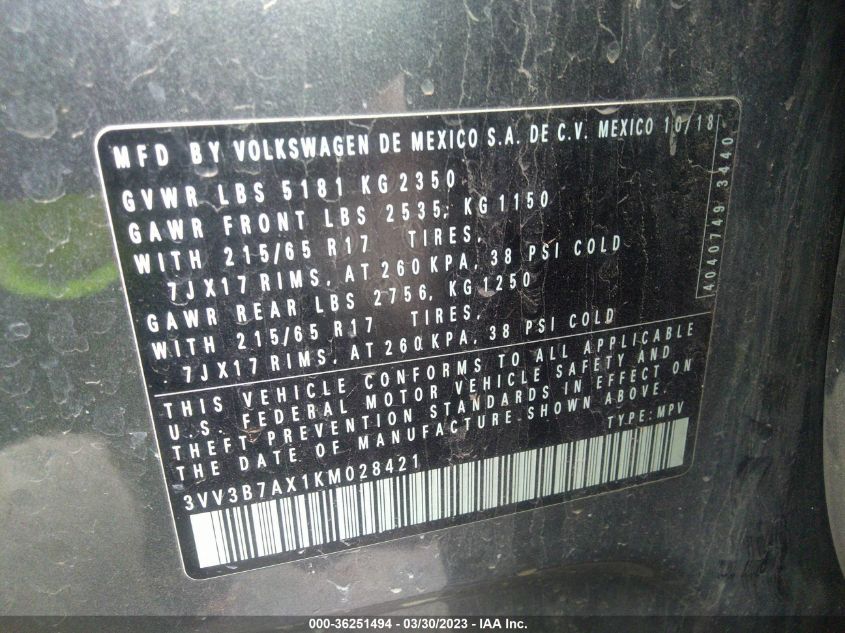 MFD BY VOLKSWAGEN DE MEXICO S.A. DE C.V. MEXICO 10/18
GVWR LBS 5181 KG 2350
GAWR FRONT LBS 2535, KG 1150
WITH 215/65 R17 TIRES,
7JX17 RIMS, AT 260 KPA, 38 PSI COLD
GAWR REAR LBS 2756, KG 1250
WITH 215/65 R17 TIRES,
7JX17 RIMS, AT 260 KPA, 38 PSI COLD
4040749 3440
THIS VEHICLE CONFORMS TO ALL APPLICABLE
U.S. FEDERAL MOTOR VEHICLE SAFETY AND
THEFT PREVENTION STANDARDS IN EFFECT ON
THE DATE OF MANUFACTURE SHOWN ABOVE.
3VV3B7AX1KM028421 TYPE: MPV
000-36251494 - 03/30/2023 - IAA Inc.